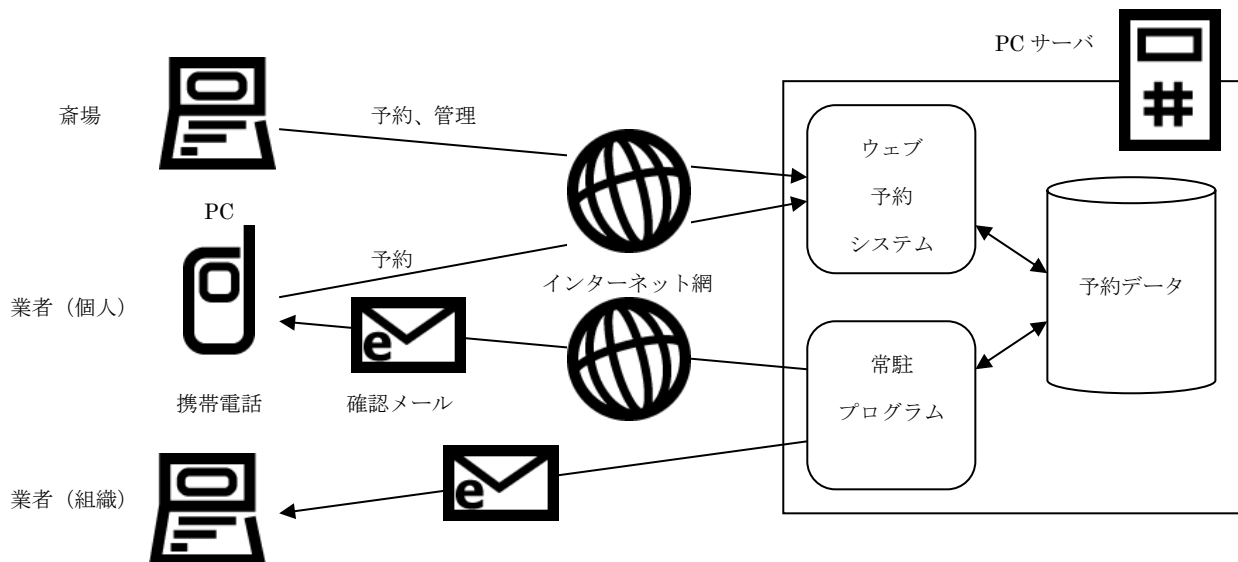 PC サーバ
斎場
予約、管理
ウェブ
予約
システム
PC
予約
インターネット網
予約データ
業者（個人）
e
常駐
プログラム
携帯電話
確認メール
業者（組織）
e